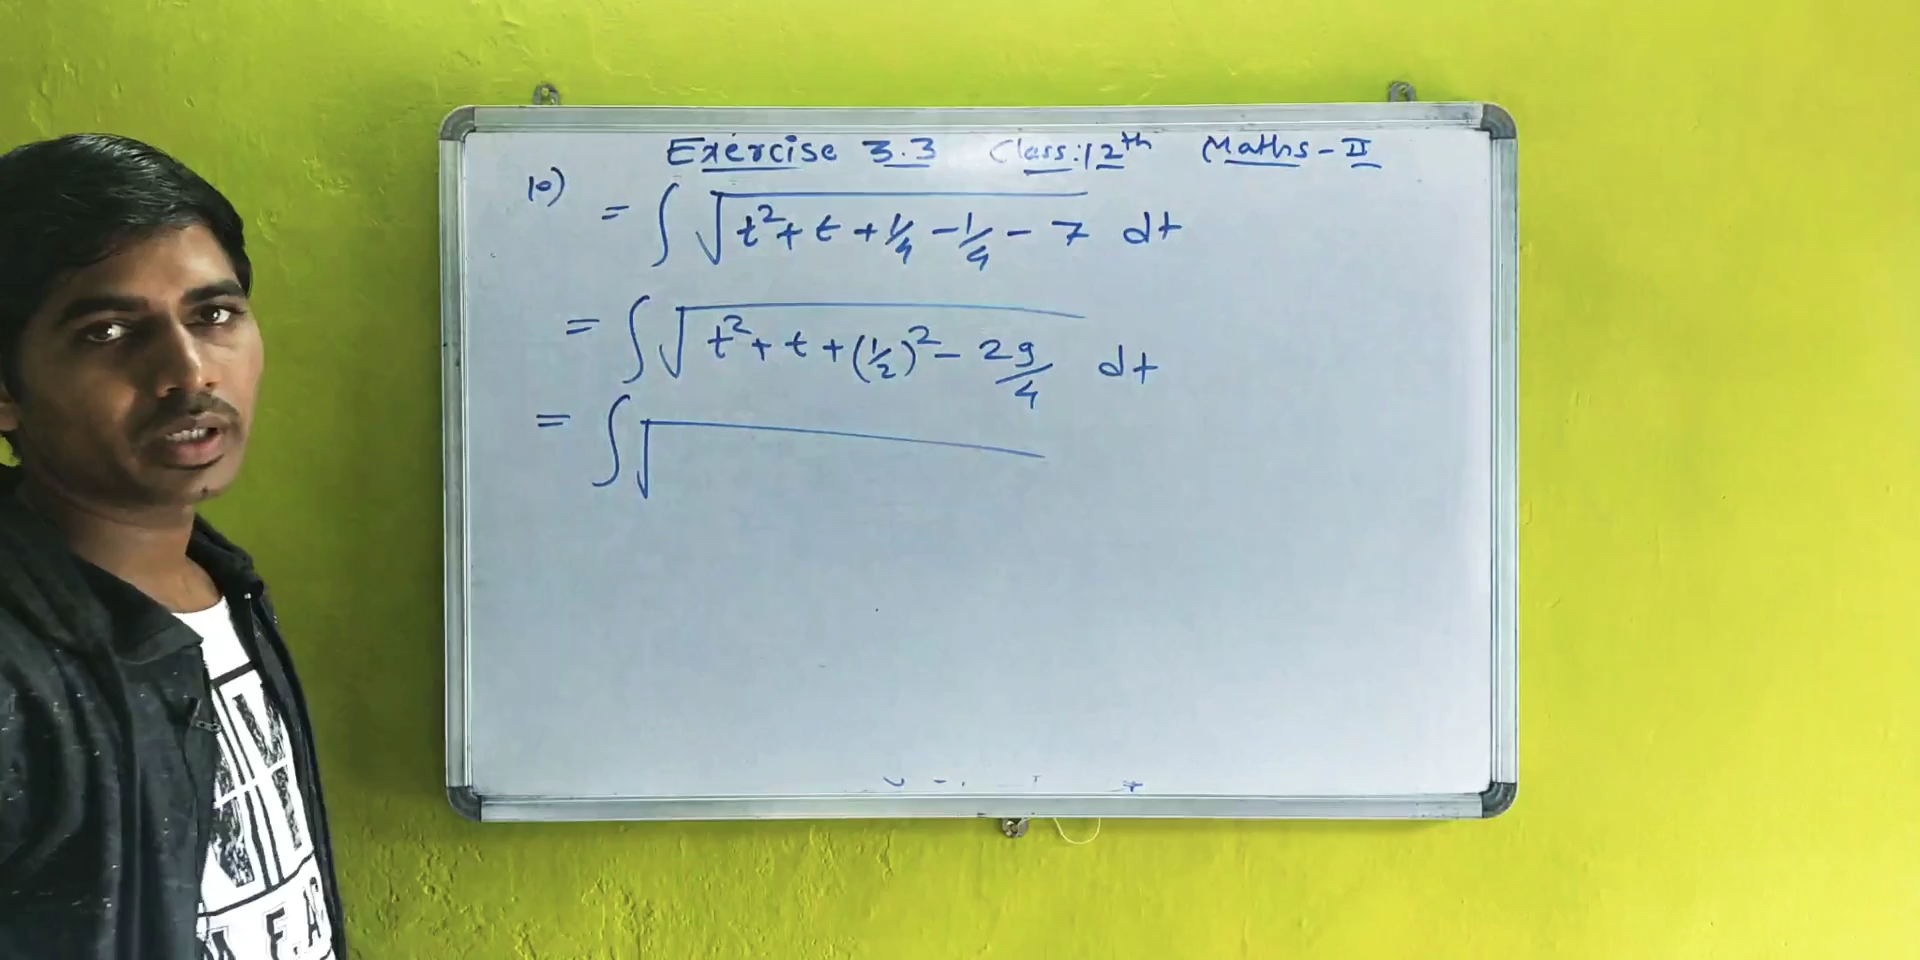 Exercise 3.3 Class:12th Maths-II
10) = ∫ √(t² + t + 1/4 - 1/4 - 7) dt
= ∫ √(t² + t + (1/2)² - 29/4) dt
= ∫ √